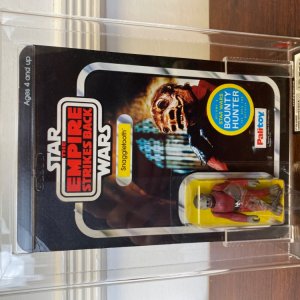 Ages 4 and up
STAR
THE
EMPIRE
STRIKES BACK
WARS
Snaggletooth
STAR WARS
BOUNTY
HUNTER
Palitoy